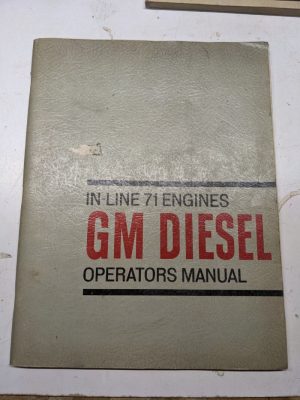 IN-LINE 71 ENGINES
GM DIESEL
OPERATORS MANUAL